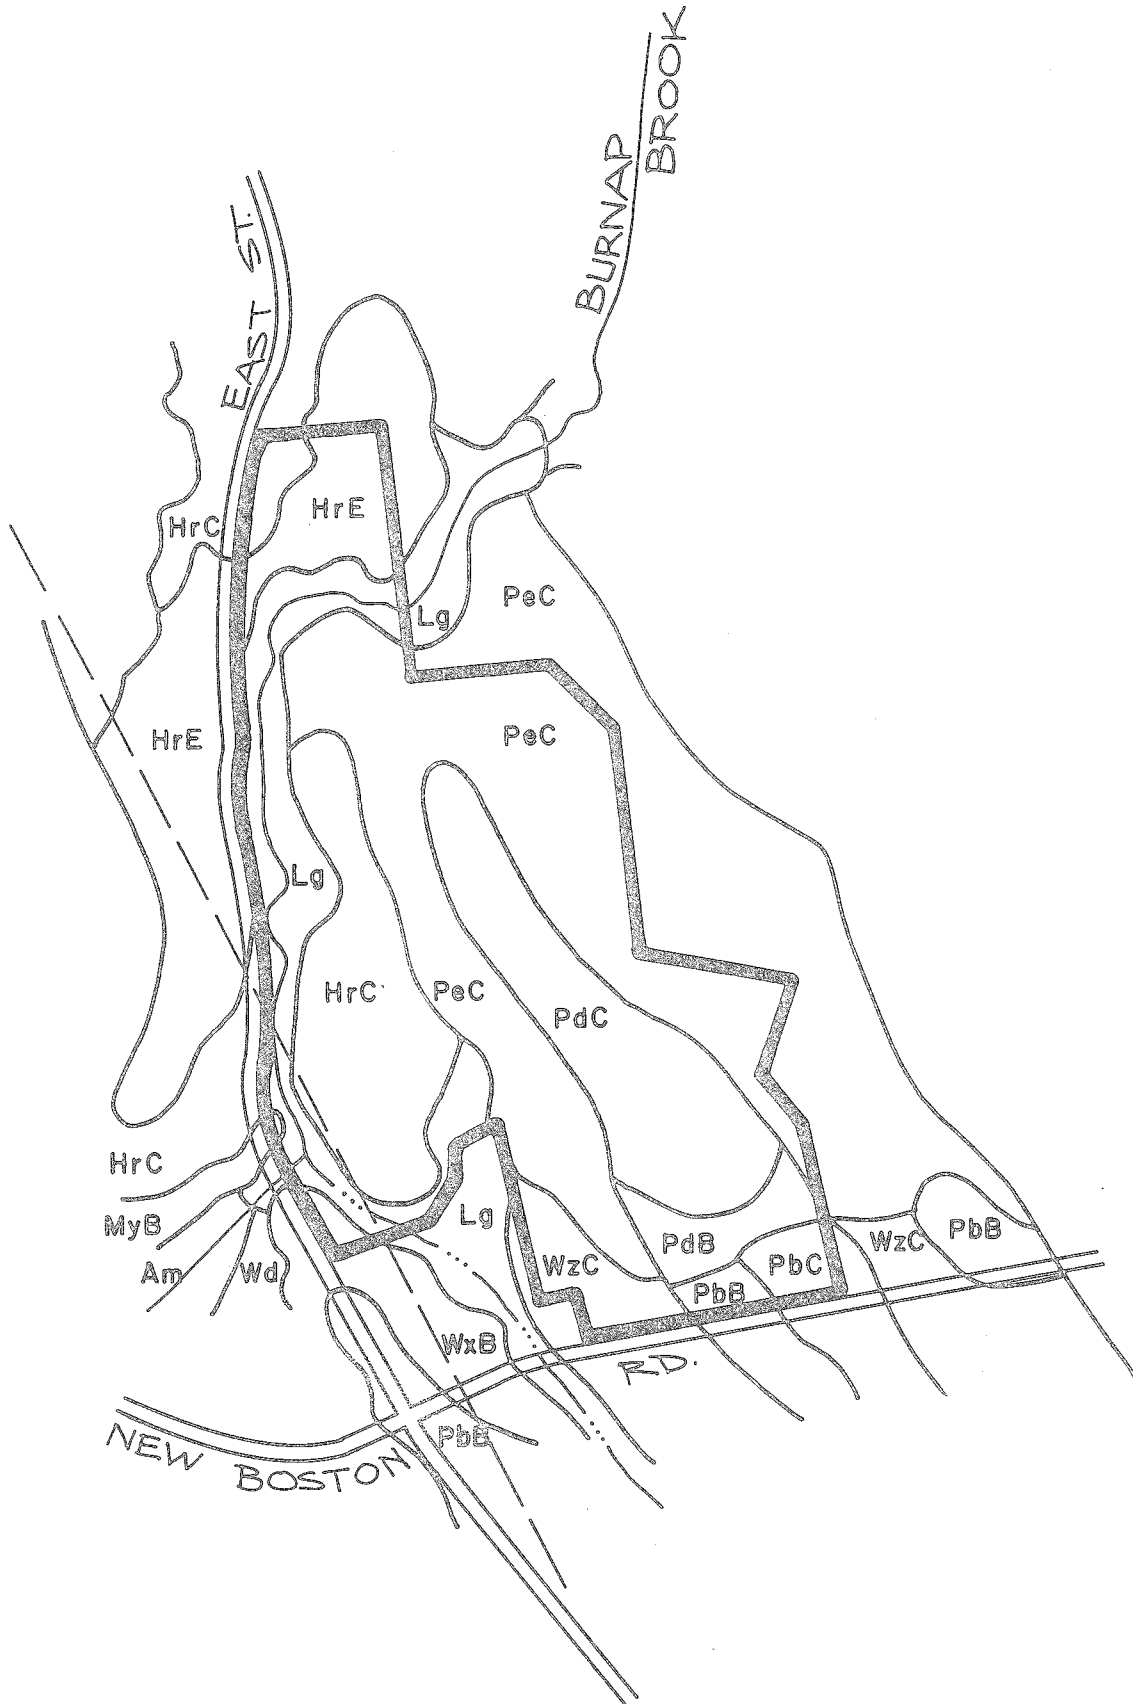 BURNAP
BROOK
EAST ST.
HrE
HrC
PeC
Lg
HrE
PeC
Lg
HrC
PeC
PdC
HrC
Lg
MyB
PdB
WzC
PbB
WzC
PbC
Am
Wd
PbB
WxB
RD.
PbB
NEW BOSTON